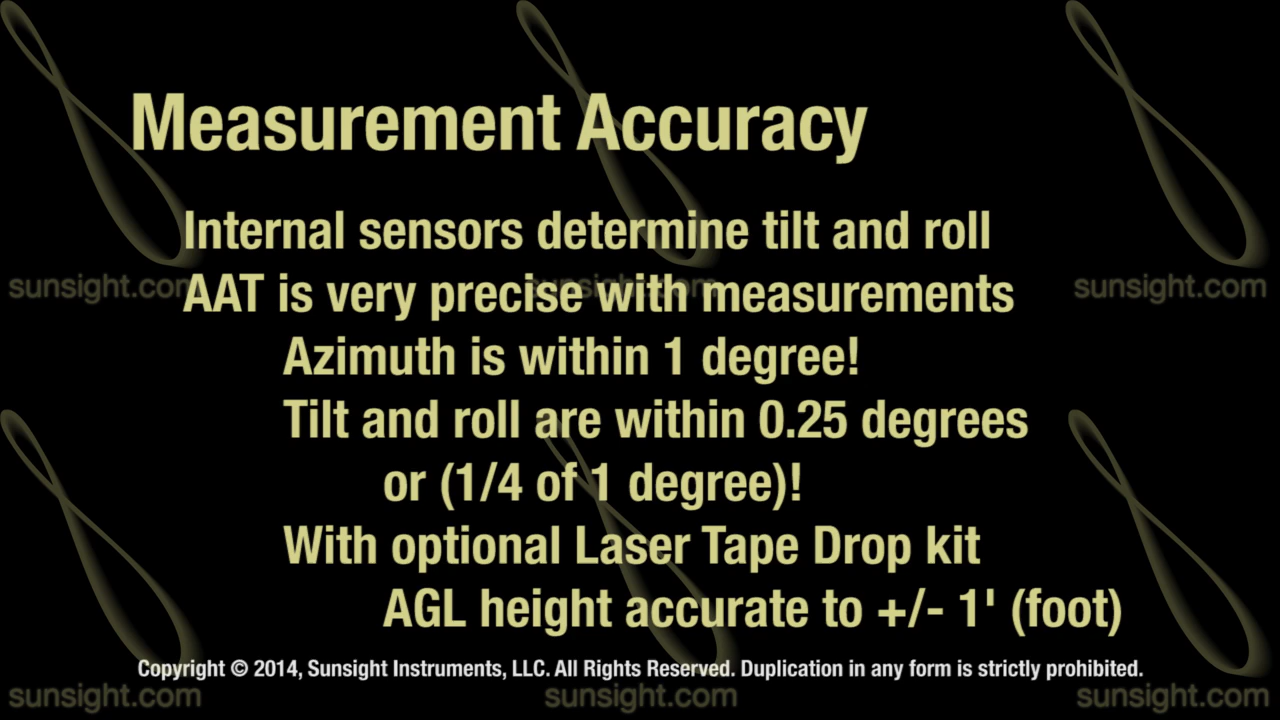 Measurement Accuracy
Internal sensors determine tilt and roll
sunsight.com sunsight.com sunsight.com
AAT is very precise with measurements
Azimuth is within 1 degree!
Tilt and roll are within 0.25 degrees
or (1/4 of 1 degree)!
With optional Laser Tape Drop kit
AGL height accurate to +/- 1' (foot)
Copyright © 2014, Sunsight Instruments, LLC. All Rights Reserved. Duplication in any form is strictly prohibited.
sunsight.com sunsight.com sunsight.com